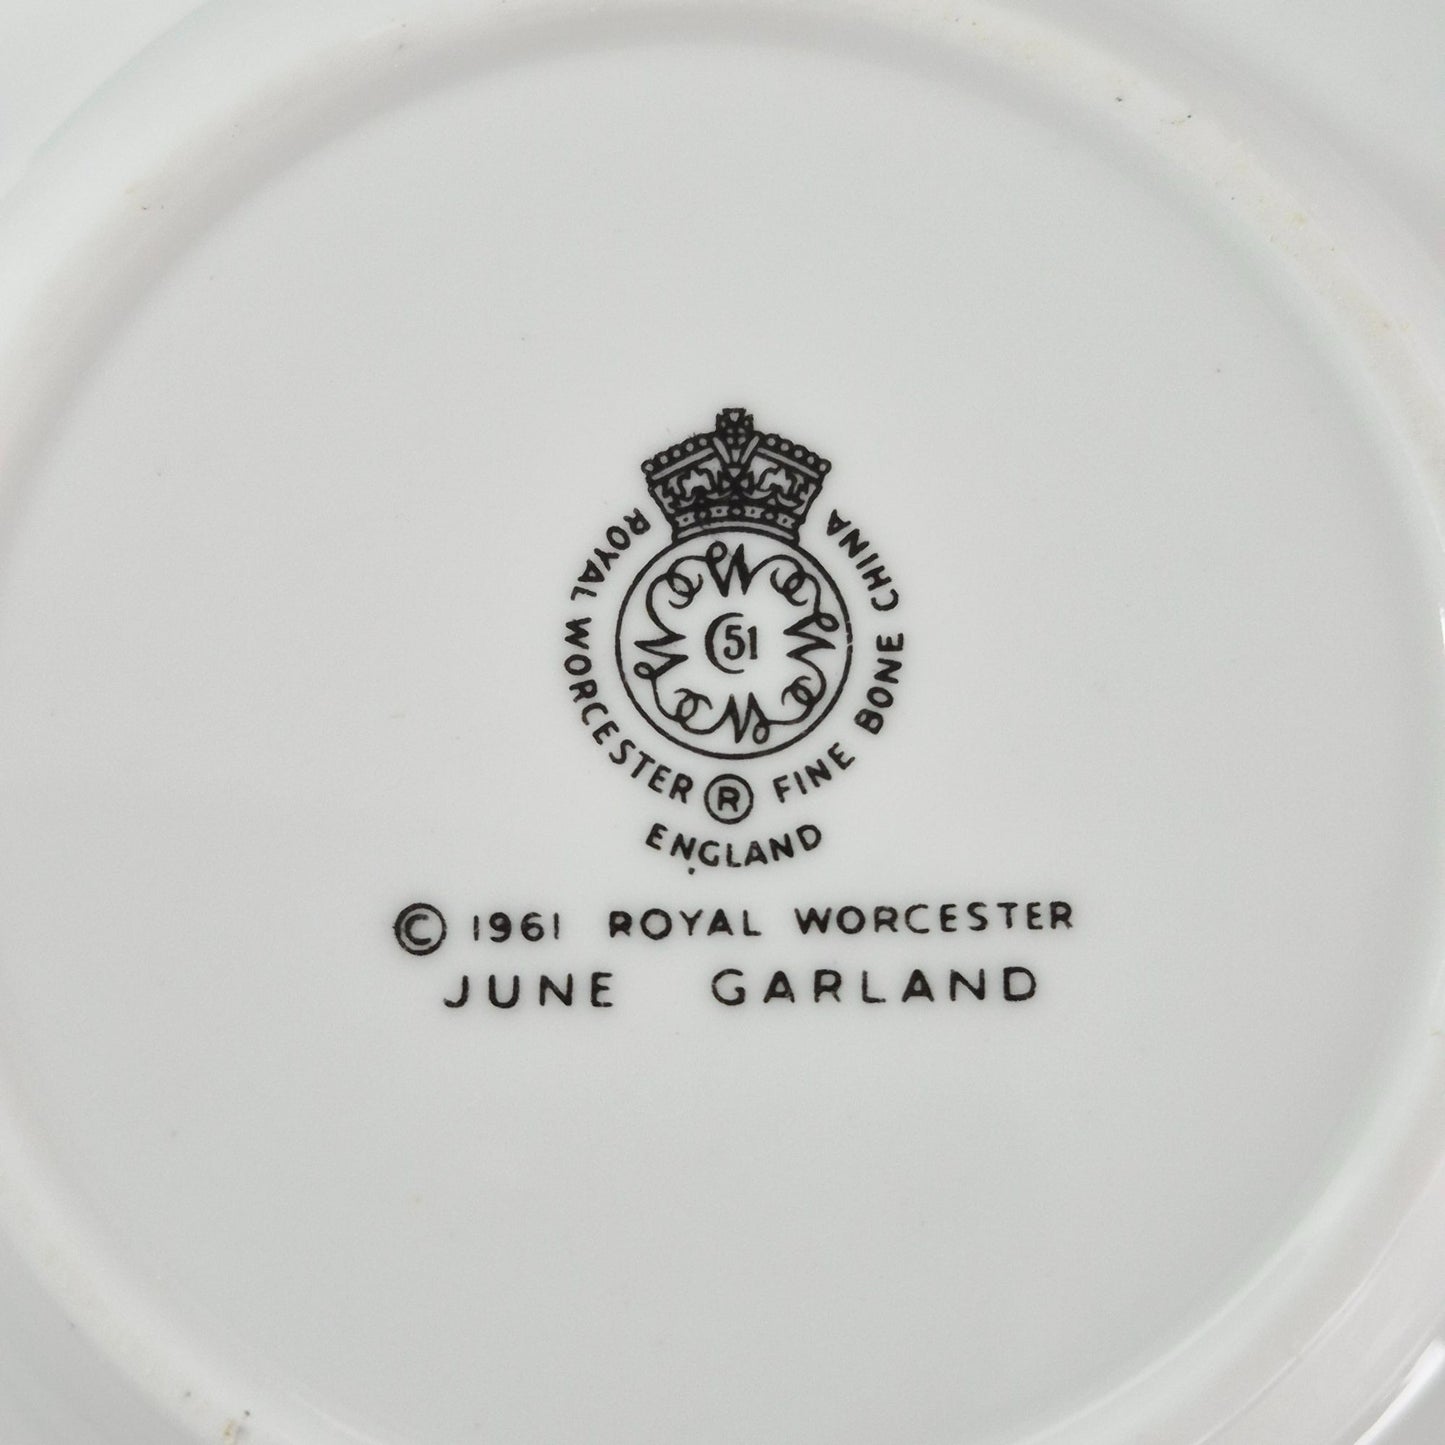 ROYAL WORCESTER ® FINE BONE CHINA
51
ENGLAND
© 1961 ROYAL WORCESTER
JUNE GARLAND